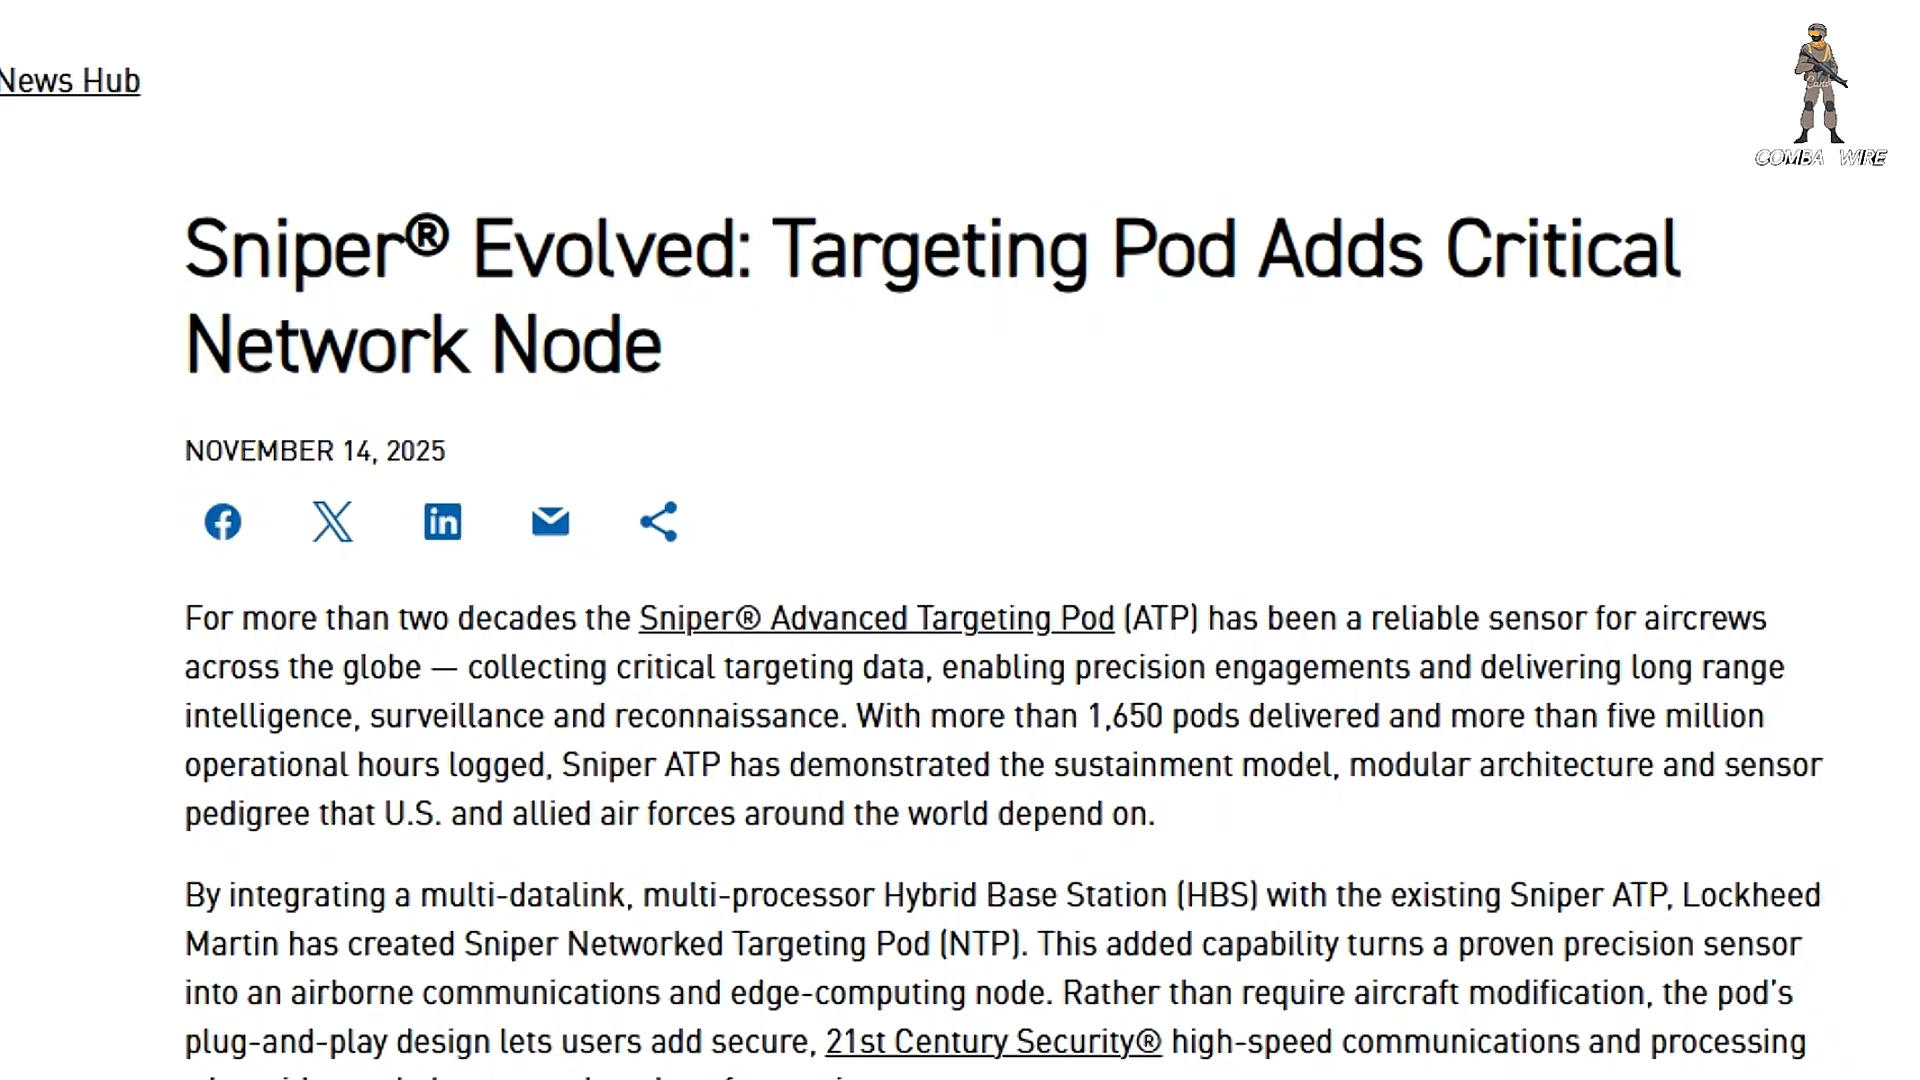 News Hub
COMBA WIRE
Sniper® Evolved: Targeting Pod Adds Critical
Network Node
NOVEMBER 14, 2025
For more than two decades the Sniper® Advanced Targeting Pod (ATP) has been a reliable sensor for aircrews
across the globe — collecting critical targeting data, enabling precision engagements and delivering long range
intelligence, surveillance and reconnaissance. With more than 1,650 pods delivered and more than five million
operational hours logged, Sniper ATP has demonstrated the sustainment model, modular architecture and sensor
pedigree that U.S. and allied air forces around the world depend on.
By integrating a multi-datalink, multi-processor Hybrid Base Station (HBS) with the existing Sniper ATP, Lockheed
Martin has created Sniper Networked Targeting Pod (NTP). This added capability turns a proven precision sensor
into an airborne communications and edge-computing node. Rather than require aircraft modification, the pod's
plug-and-play design lets users add secure, 21st Century Security® high-speed communications and processing